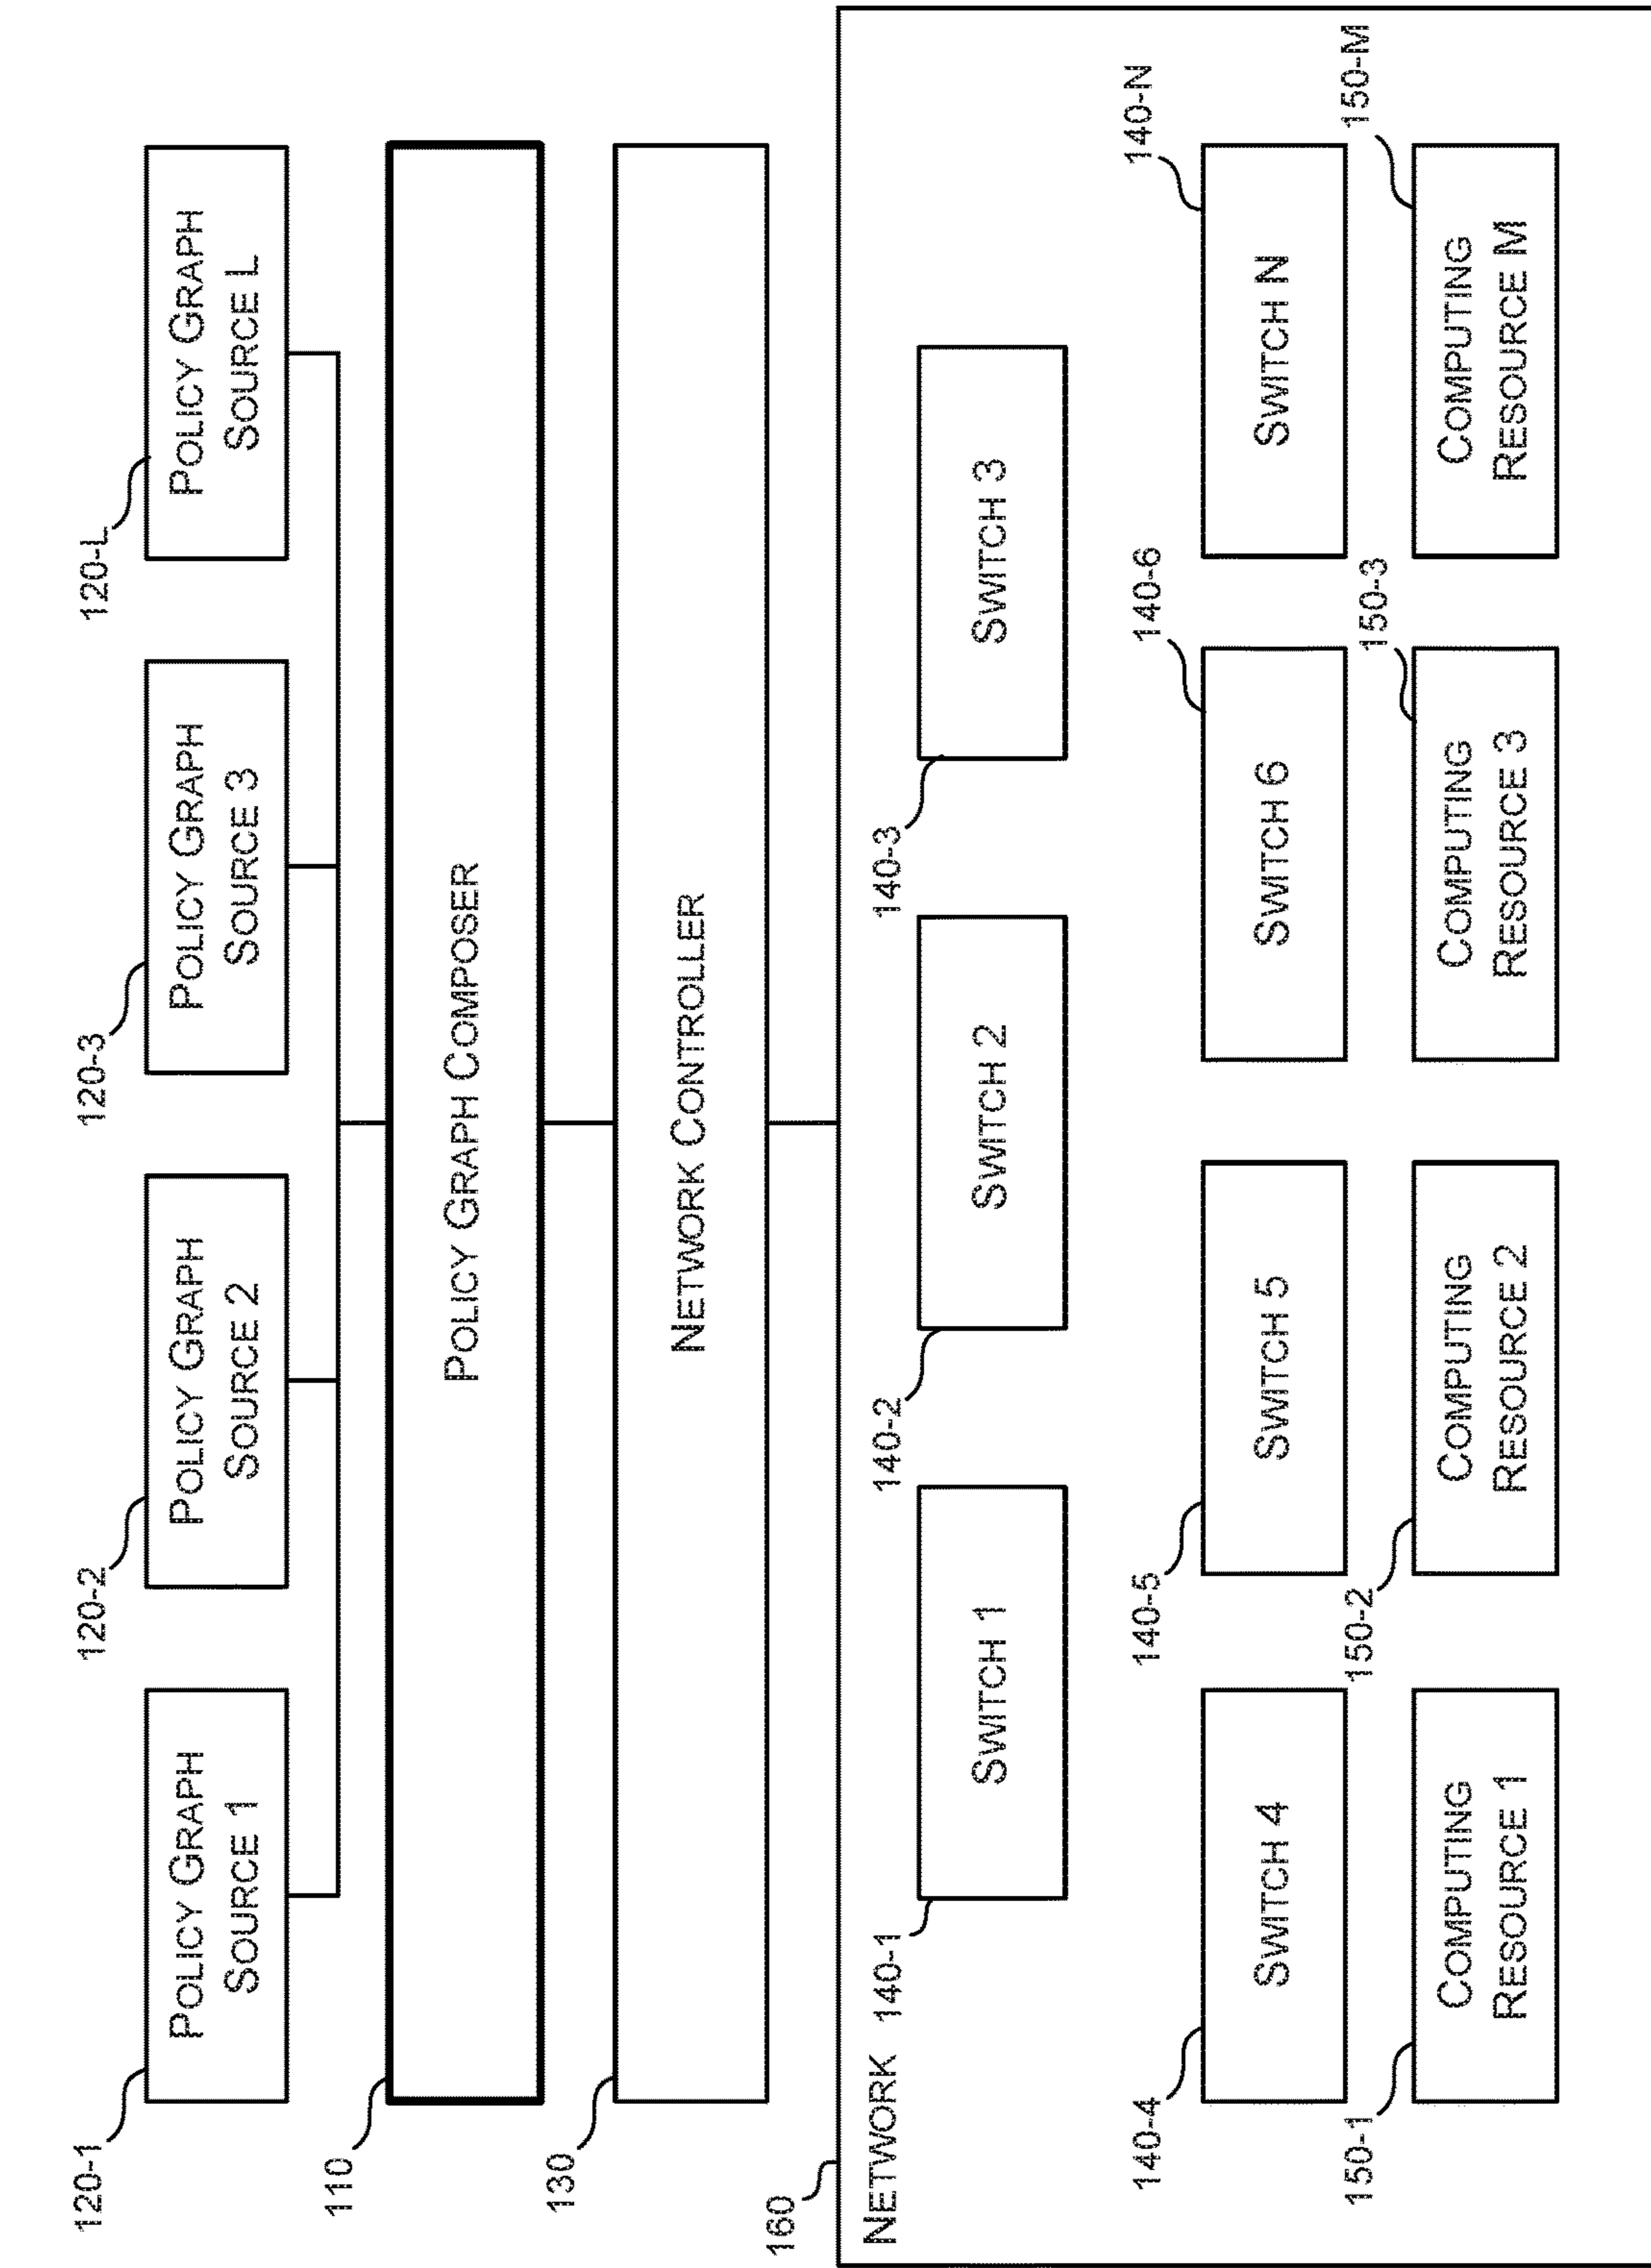 120-1
120-2
120-3
120-L
POLICY GRAPH
SOURCE 1
POLICY GRAPH
SOURCE 2
POLICY GRAPH
SOURCE 3
POLICY GRAPH
SOURCE L
110
POLICY GRAPH COMPOSER
130
NETWORK CONTROLLER
160
NETWORK
140-1
140-2
140-3
SWITCH 1
SWITCH 2
SWITCH 3
140-4
140-5
140-6
140-N
SWITCH 4
SWITCH 5
SWITCH 6
SWITCH N
150-1
150-2
150-3
150-M
COMPUTING
RESOURCE 1
COMPUTING
RESOURCE 2
COMPUTING
RESOURCE 3
COMPUTING
RESOURCE M